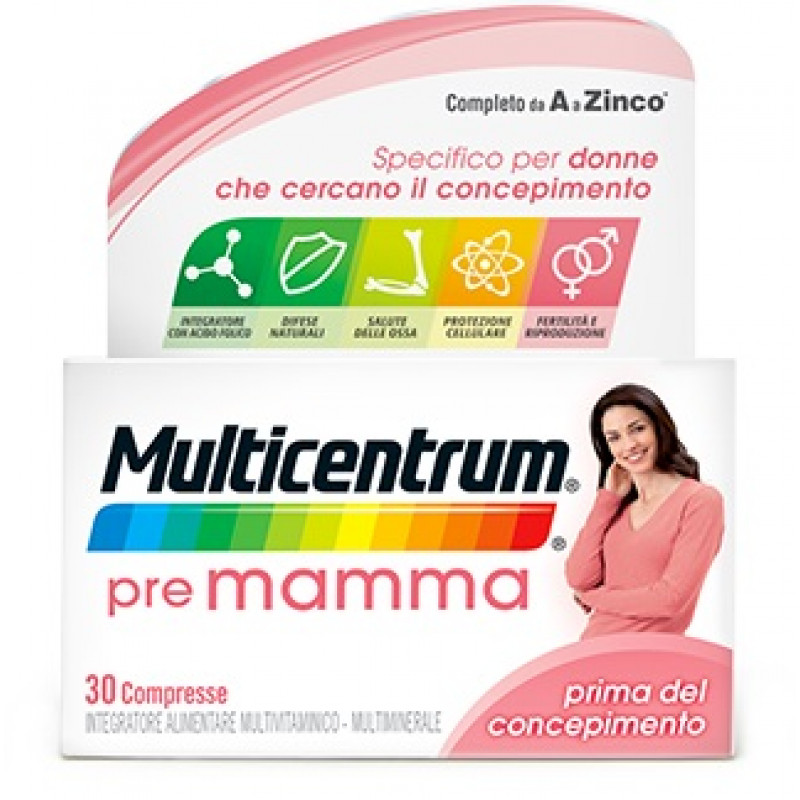 Completo da A a Zinco*
Specifico per donne
che cercano il concepimento
INTEGRATORE
CON ACIDO FOLICO
DIFESE
NATURALI
SALUTE
DELLE OSSA
PROTEZIONE
CELLULARE
FERTILITÀ E
RIPRODUZIONE
Multicentrum®
®
pre mamma
30 Compresse
INTEGRATORE ALIMENTARE MULTIVITAMINICO - MULTIMINERALE
prima del
concepimento